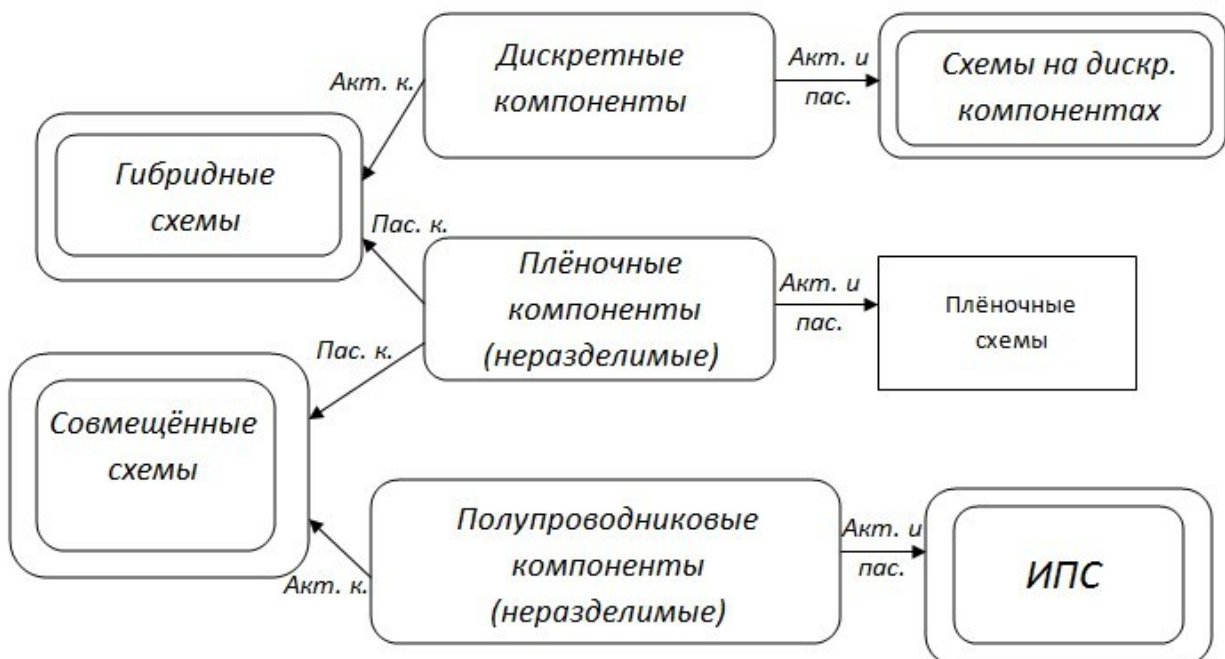 Дискретные
компоненты
Акт. и
пас.
Схемы на дискр.
компонентах
Акт. к.
Гибридные
схемы
Пас. к.
Плёночные
компоненты
(неразделимые)
Акт. и
пас.
Плёночные
схемы
Пас. к.
Совмещённые
схемы
Полупроводниковые
компоненты
(неразделимые)
Акт. и
пас.
ИПС
Акт. к.